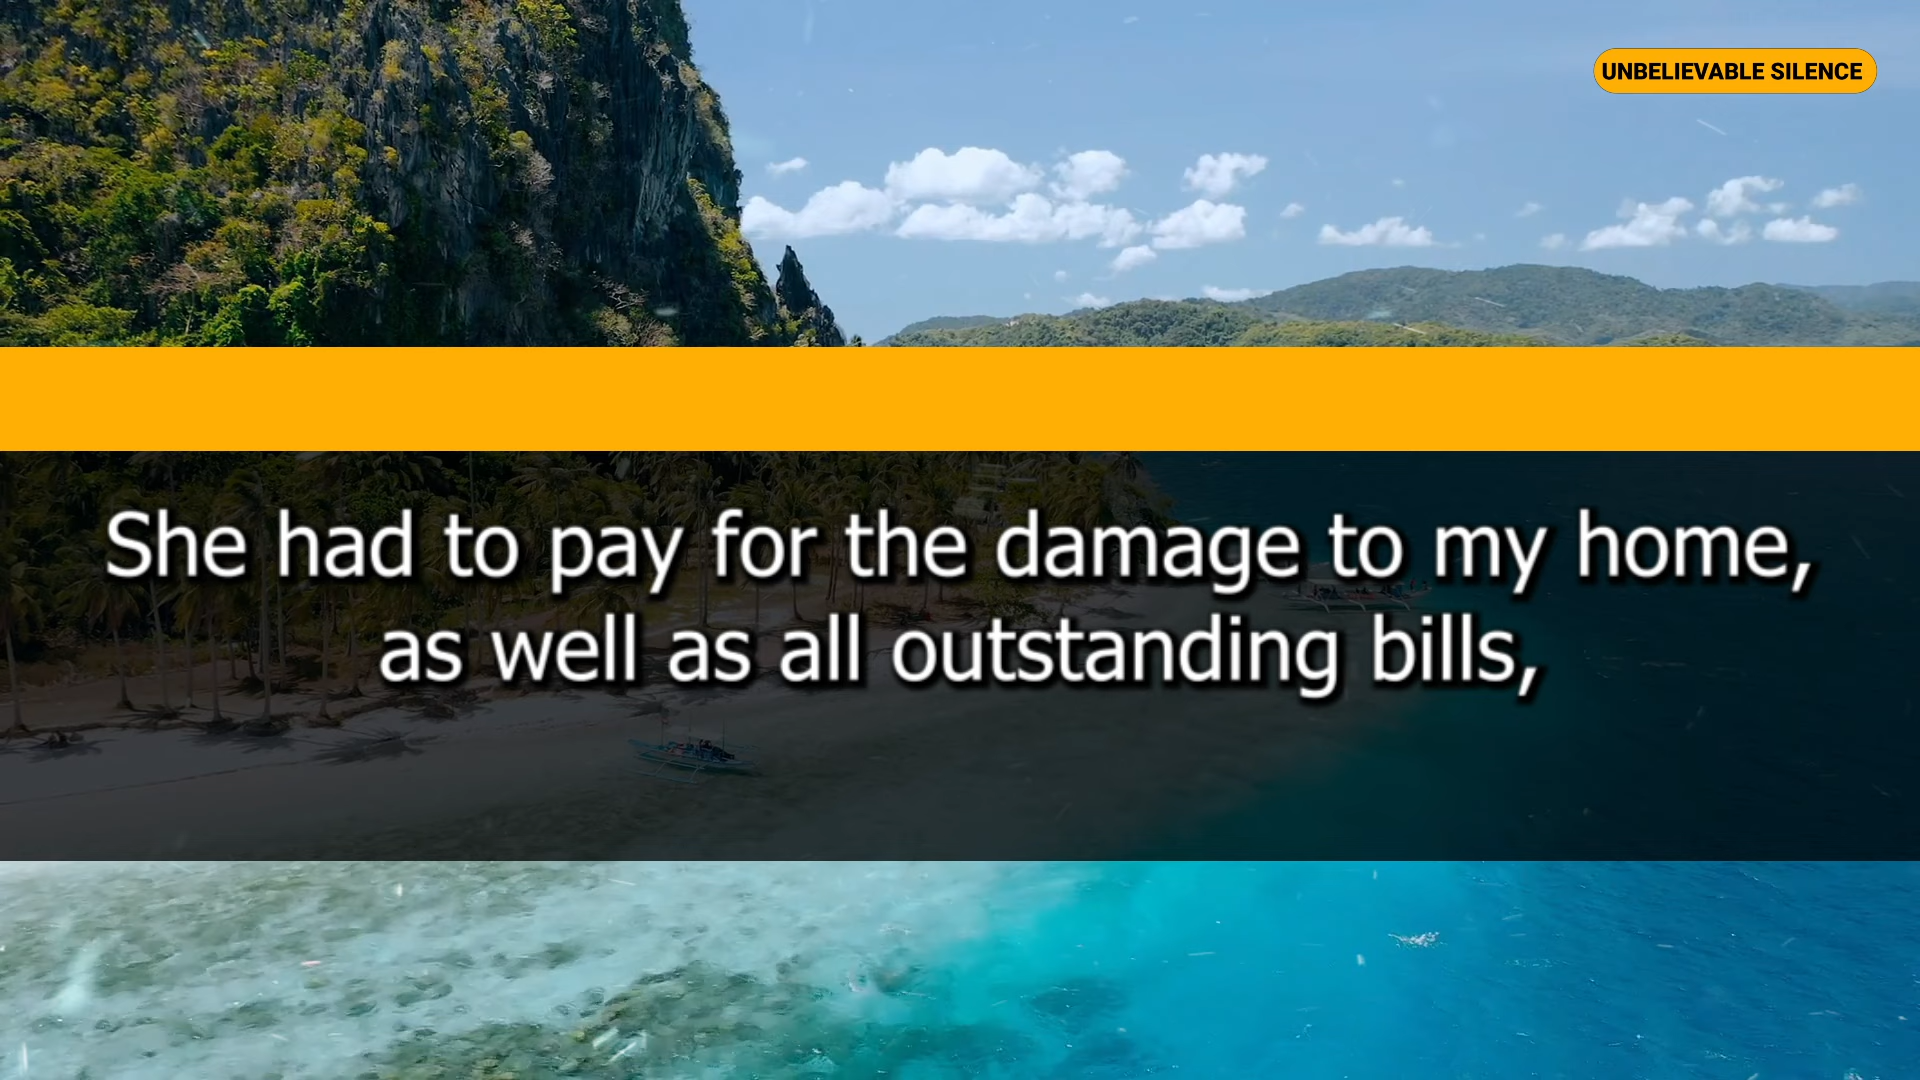 UNBELIEVABLE SILENCE
She had to pay for the damage to my home,
as well as all outstanding bills,